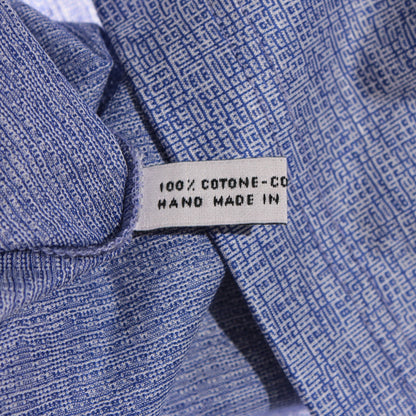 100% COTONE-CO
HAND MADE IN